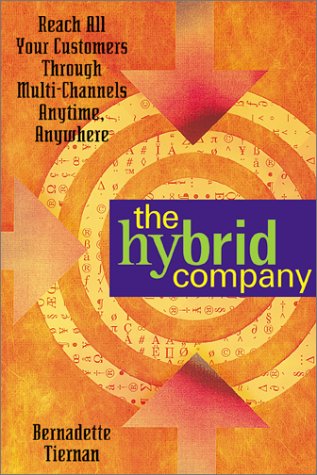 Reach All
Your Customers
Through
Multi-Channels
Anytime,
Anywhere
the
hybrid
company
Bernadette
Tiernan